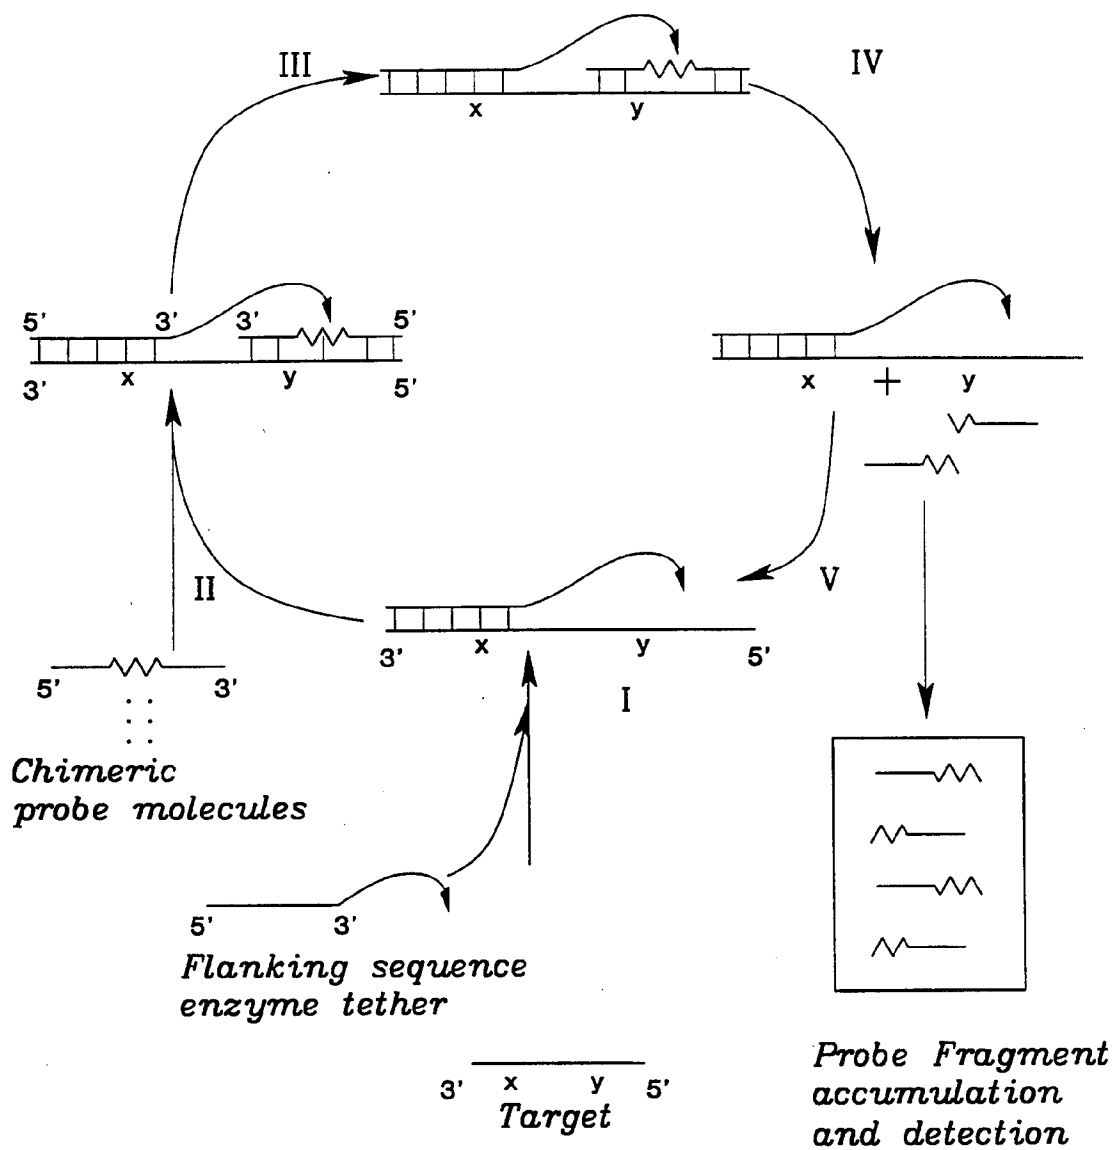 III
IV
x y
5' 3' 3' 5'
3' x y 5'
x + y
II
V
3' x y 5'
I
5' 3'
Chimeric
probe molecules
5' 3'
Flanking sequence
enzyme tether
3' x y 5'
Target
Probe Fragment
accumulation
and detection